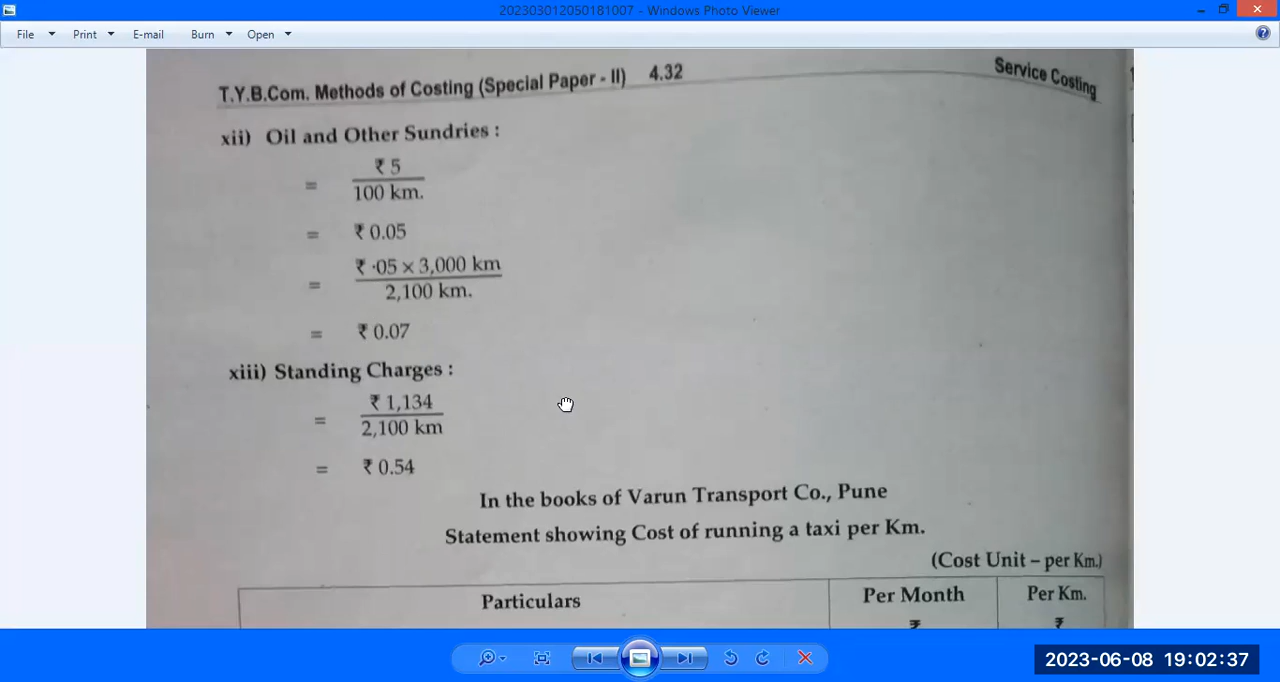 202303012050181007 - Windows Photo Viewer
File Print E-mail Burn Open
T.Y.B.Com. Methods of Costing (Special Paper - II) 4.32 Service Costing
xii) Oil and Other Sundries :
= ₹ 5 / 100 km.
= ₹ 0.05
= ₹ ·05 × 3,000 km / 2,100 km.
= ₹ 0.07
xiii) Standing Charges :
= ₹ 1,134 / 2,100 km
= ₹ 0.54
In the books of Varun Transport Co., Pune
Statement showing Cost of running a taxi per Km.
(Cost Unit – per Km.)
Particulars Per Month Per Km.
₹ ₹
2023-06-08 19:02:37